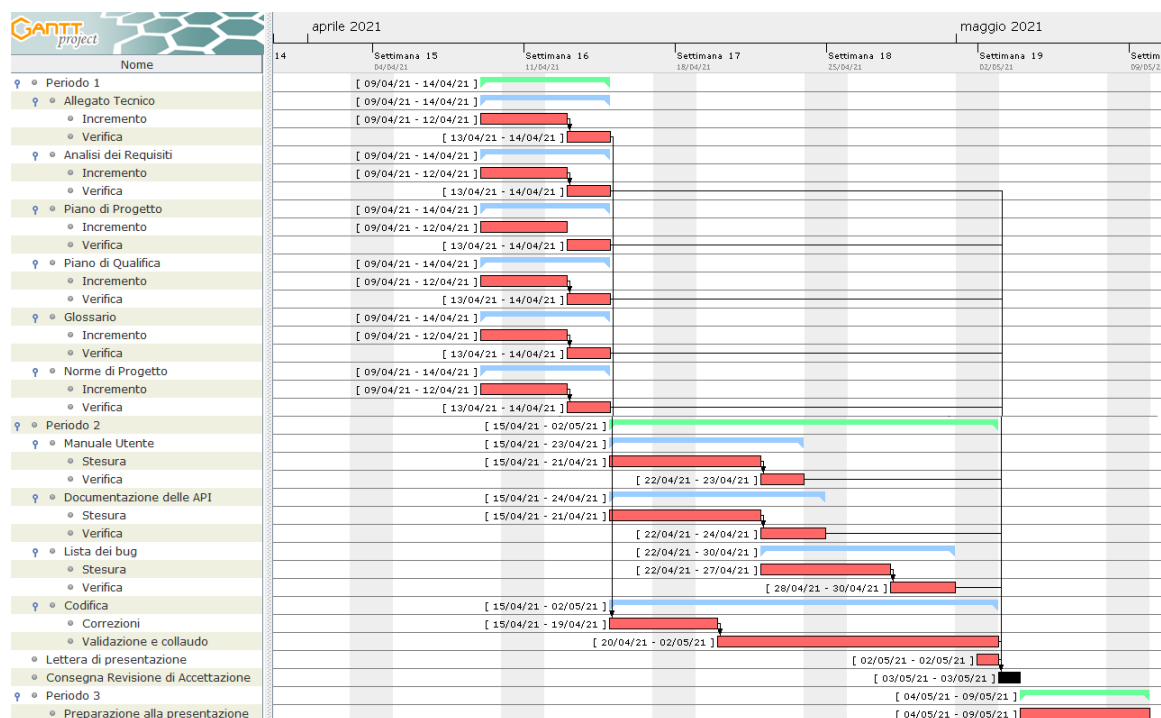 GANTT
project
Nome
aprile 2021
maggio 2021
14
Settimana 15
04/04/21
Settimana 16
11/04/21
Settimana 17
18/04/21
Settimana 18
25/04/21
Settimana 19
02/05/21
Settim
09/05/2
Periodo 1 [ 09/04/21 - 14/04/21 ]
Allegato Tecnico [ 09/04/21 - 14/04/21 ]
Incremento [ 09/04/21 - 12/04/21 ]
Verifica [ 13/04/21 - 14/04/21 ]
Analisi dei Requisiti [ 09/04/21 - 14/04/21 ]
Incremento [ 09/04/21 - 12/04/21 ]
Verifica [ 13/04/21 - 14/04/21 ]
Piano di Progetto [ 09/04/21 - 14/04/21 ]
Incremento [ 09/04/21 - 12/04/21 ]
Verifica [ 13/04/21 - 14/04/21 ]
Piano di Qualifica [ 09/04/21 - 14/04/21 ]
Incremento [ 09/04/21 - 12/04/21 ]
Verifica [ 13/04/21 - 14/04/21 ]
Glossario [ 09/04/21 - 14/04/21 ]
Incremento [ 09/04/21 - 12/04/21 ]
Verifica [ 13/04/21 - 14/04/21 ]
Norme di Progetto [ 09/04/21 - 14/04/21 ]
Incremento [ 09/04/21 - 12/04/21 ]
Verifica [ 13/04/21 - 14/04/21 ]
Periodo 2 [ 15/04/21 - 02/05/21 ]
Manuale Utente [ 15/04/21 - 23/04/21 ]
Stesura [ 15/04/21 - 21/04/21 ]
Verifica [ 22/04/21 - 23/04/21 ]
Documentazione delle API [ 15/04/21 - 24/04/21 ]
Stesura [ 15/04/21 - 21/04/21 ]
Verifica [ 22/04/21 - 24/04/21 ]
Lista dei bug [ 22/04/21 - 30/04/21 ]
Stesura [ 22/04/21 - 27/04/21 ]
Verifica [ 28/04/21 - 30/04/21 ]
Codifica [ 15/04/21 - 02/05/21 ]
Correzioni [ 15/04/21 - 19/04/21 ]
Validazione e collaudo [ 20/04/21 - 02/05/21 ]
Lettera di presentazione [ 02/05/21 - 02/05/21 ]
Consegna Revisione di Accettazione [ 03/05/21 - 03/05/21 ]
Periodo 3 [ 04/05/21 - 09/05/21 ]
Preparazione alla presentazione [ 04/05/21 - 09/05/21 ]